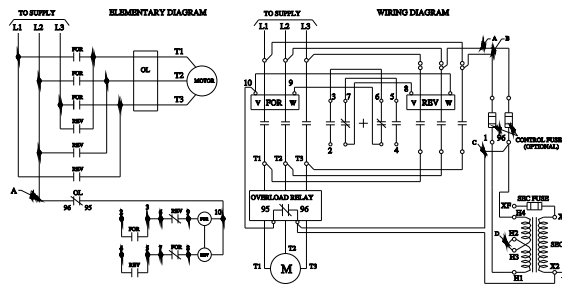 TO SUPPLY
ELEMENTARY DIAGRAM
L1 L2 L3
FOR
T1
FOR
OL
T2
MOTOR
FOR
T3
REV
REV
REV
A
OL
96 95
3
REV
10
FOR
FOR
FOR
REV
REV
TO SUPPLY
WIRING DIAGRAM
L1 L2 L3
A
B
10
9
8
V FOR W
V REV W
3 7 6 5
2
4
1
96
CONTROL FUSE
(OPTIONAL)
C
T1 T2 T3
OVERLOAD RELAY
95 96
T2
T1
M
T3
SEC FUSE
XF
H4
D
H2
H3
SEC
H1
X2